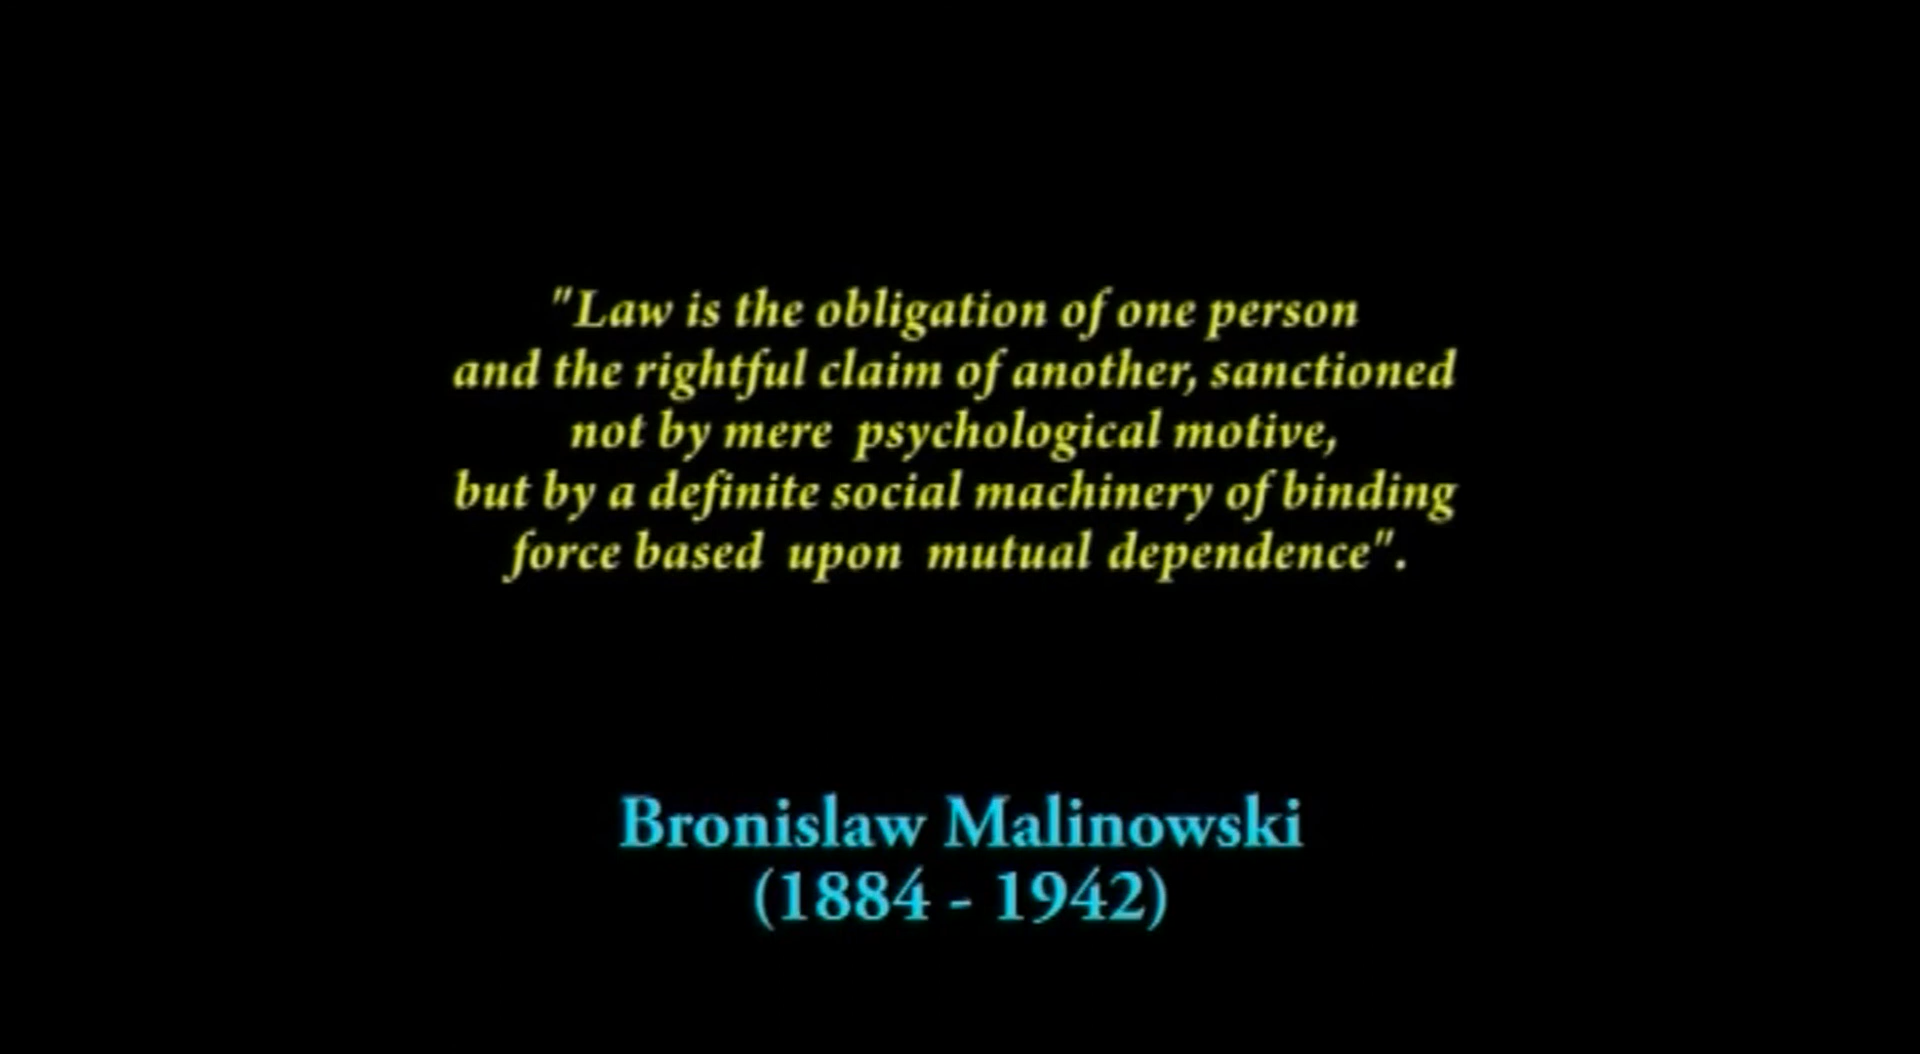 "Law is the obligation of one person
and the rightful claim of another, sanctioned
not by mere psychological motive,
but by a definite social machinery of binding
force based upon mutual dependence".
Bronislaw Malinowski
(1884 - 1942)